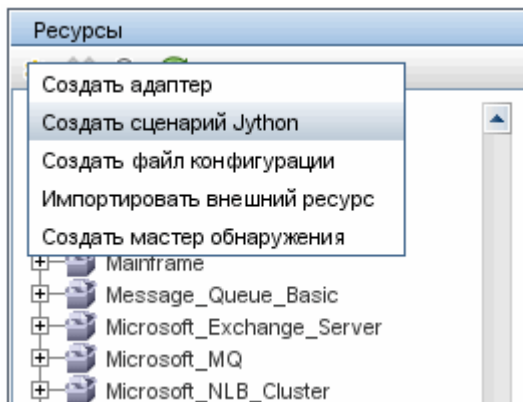 Ресурсы
Создать адаптер
Создать сценарий Jython
Создать файл конфигурации
Импортировать внешний ресурс
Создать мастер обнаружения
Mainframe
Message_Queue_Basic
Microsoft_Exchange_Server
Microsoft_MQ
Microsoft_NLB_Cluster